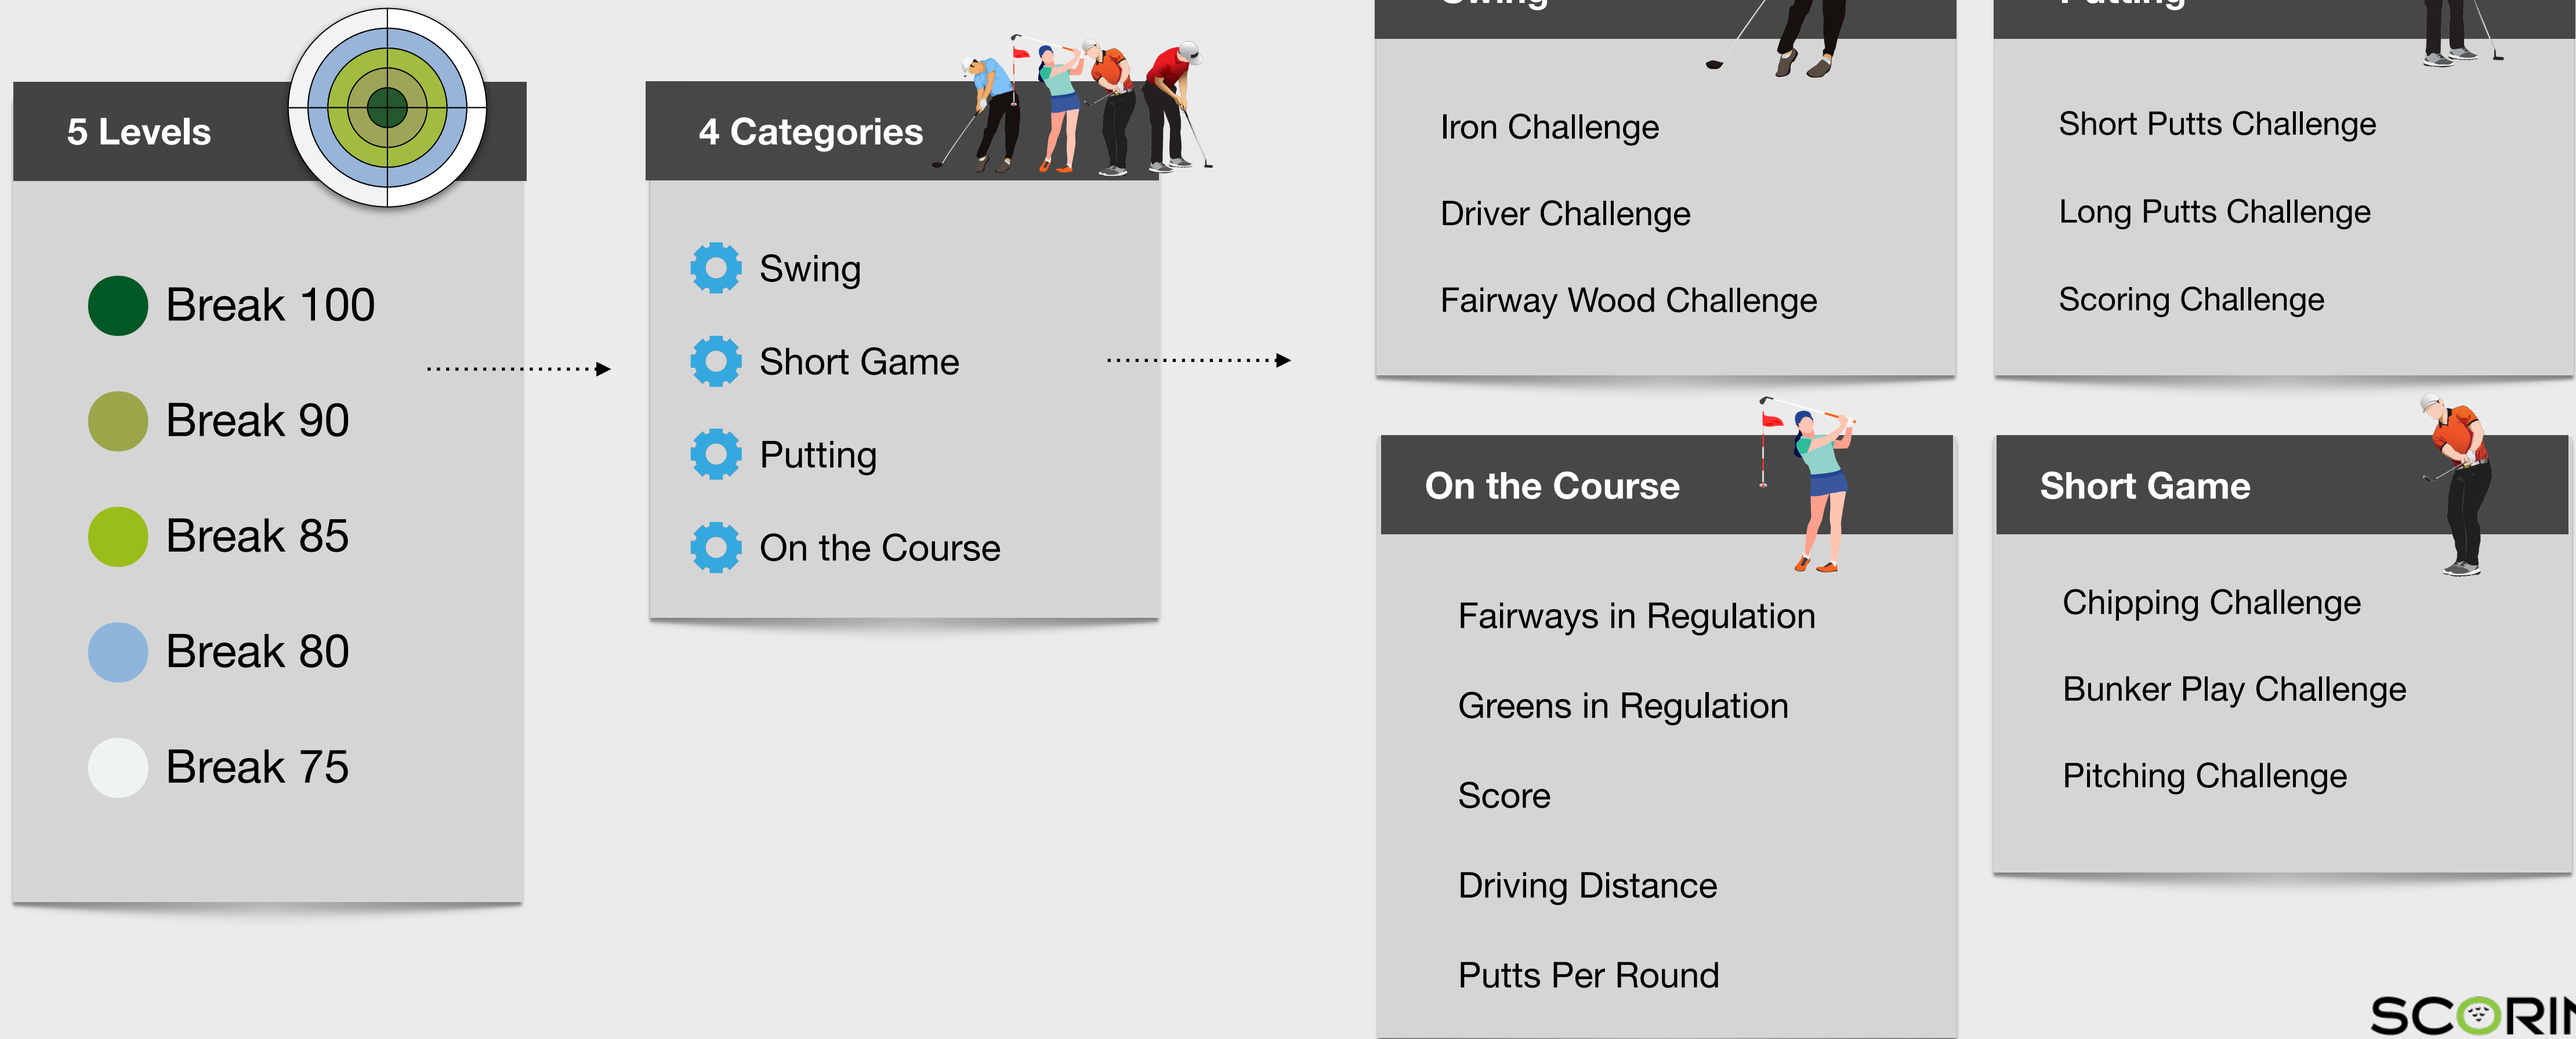 5 Levels
Break 100
Break 90
Break 85
Break 80
Break 75
4 Categories
Swing
Short Game
Putting
On the Course
Swing
Iron Challenge
Driver Challenge
Fairway Wood Challenge
Putting
Short Putts Challenge
Long Putts Challenge
Scoring Challenge
On the Course
Fairways in Regulation
Greens in Regulation
Score
Driving Distance
Putts Per Round
Short Game
Chipping Challenge
Bunker Play Challenge
Pitching Challenge